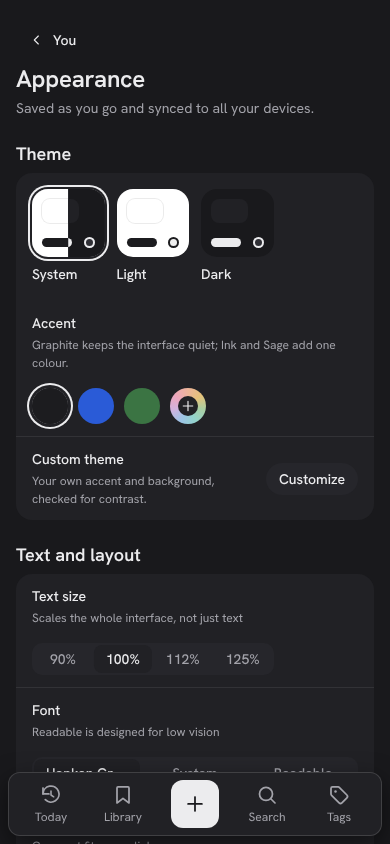 You
Appearance
Saved as you go and synced to all your devices.
Theme
System Light Dark
Accent
Graphite keeps the interface quiet; Ink and Sage add one
colour.
Custom theme
Your own accent and background,
checked for contrast.
Customize
Text and layout
Text size
Scales the whole interface, not just text
90% 100% 112% 125%
Font
Readable is designed for low vision
System Readable
Today Library Search Tags